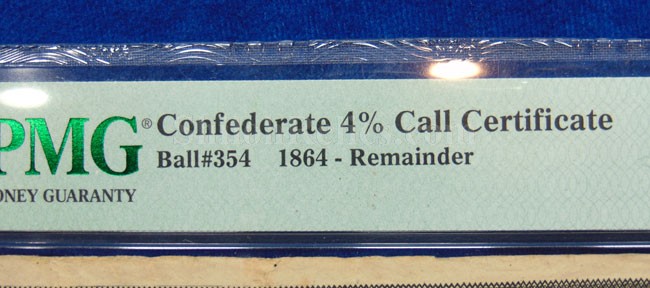 PMG® Confederate 4% Call Certificate
Ball#354 1864 - Remainder
ONEY GUARANTY